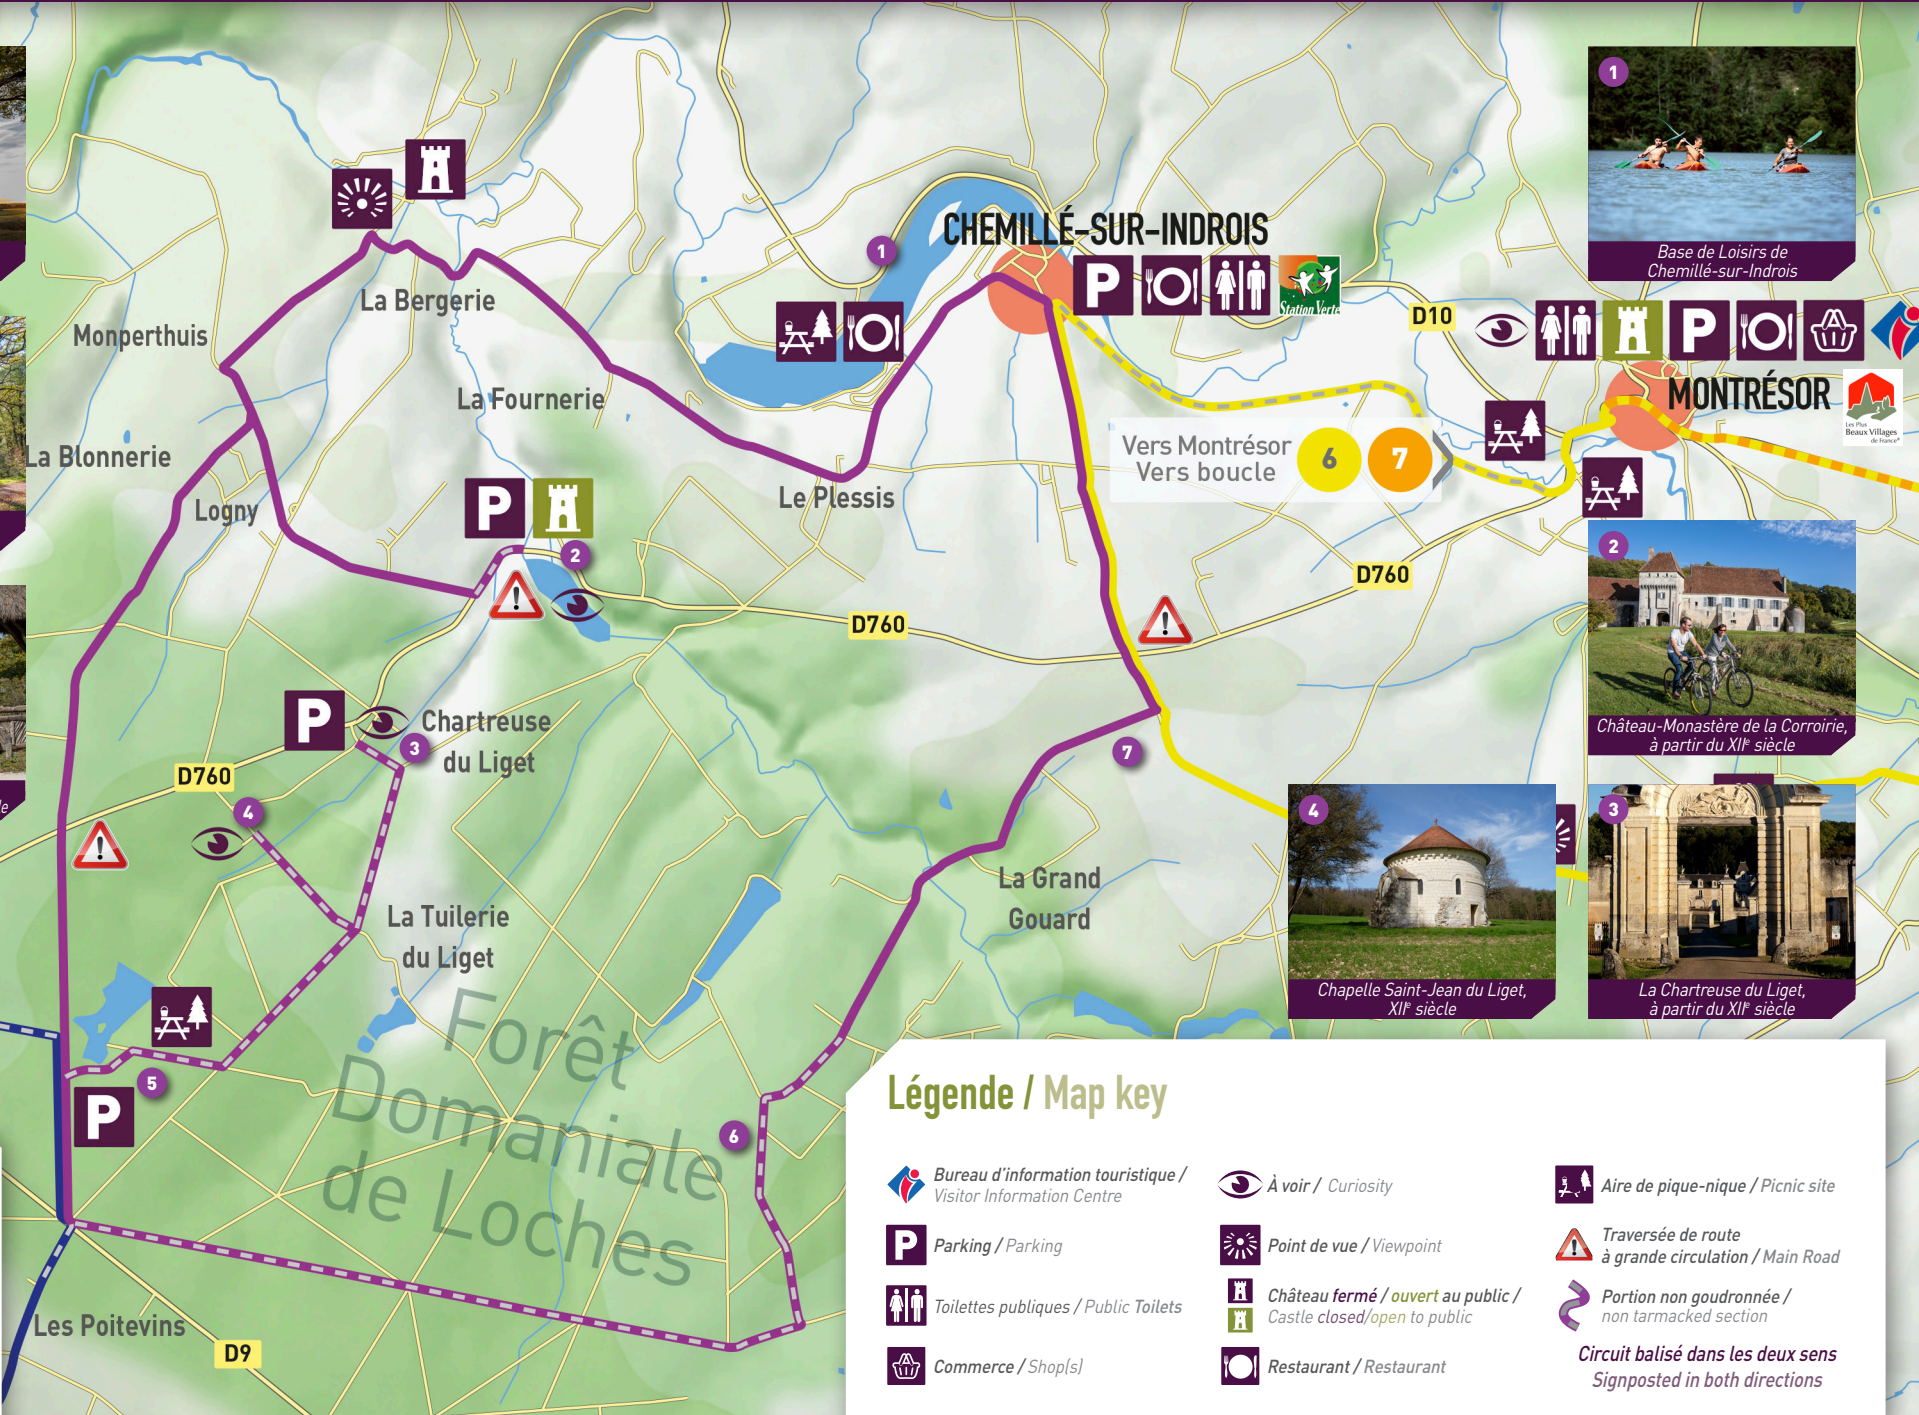 1
Base de Loisirs de
Chemillé-sur-Indrois
CHEMILLÉ-SUR-INDROIS
1
P
Station Verte
La Bergerie
Monperthuis
D10
P
MONTRÉSOR
Les Plus
Beaux Villages
de France®
La Fournerie
Vers Montrésor
Vers boucle
6
7
La Blonnerie
Logny
P
2
Le Plessis
D760
D760
2
Château-Monastère de la Corroirie,
à partir du XIIe siècle
P
Chartreuse
du Liget
3
D760
4
7
4
Chapelle Saint-Jean du Liget,
XIIe siècle
3
La Chartreuse du Liget,
à partir du XIIe siècle
le
La Grand
Gouard
La Tuilerie
du Liget
5
P
6
Forêt
Domaniale
de Loches
Les Poitevins
D9
Légende / Map key
Bureau d'information touristique /
Visitor Information Centre
P
Parking / Parking
Toilettes publiques / Public Toilets
Commerce / Shop(s)
À voir / Curiosity
Point de vue / Viewpoint
Château fermé / ouvert au public /
Castle closed/open to public
Restaurant / Restaurant
Aire de pique-nique / Picnic site
Traversée de route
à grande circulation / Main Road
Portion non goudronnée /
non tarmacked section
Circuit balisé dans les deux sens
Signposted in both directions